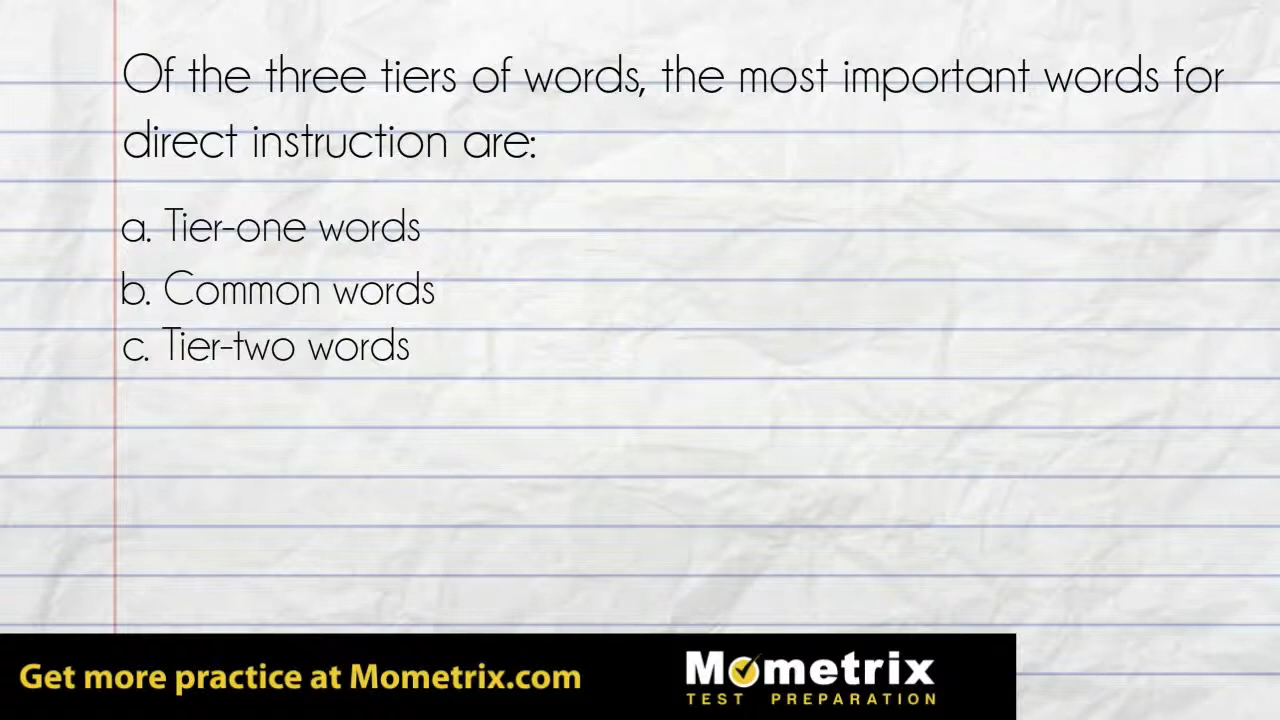 Of the three tiers of words, the most important words for
direct instruction are:
a. Tier-one words
b. Common words
c. Tier-two words
Get more practice at Mometrix.com
Mometrix
TEST PREPARATION